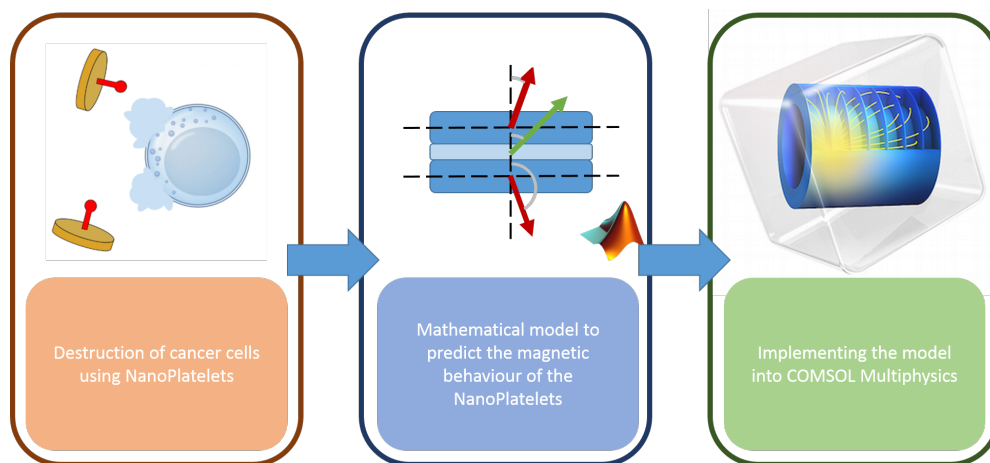 Destruction of cancer cells
using NanoPlatelets
Mathematical model to
predict the magnetic
behaviour of the
NanoPlatelets
Implementing the model
into COMSOL Multiphysics